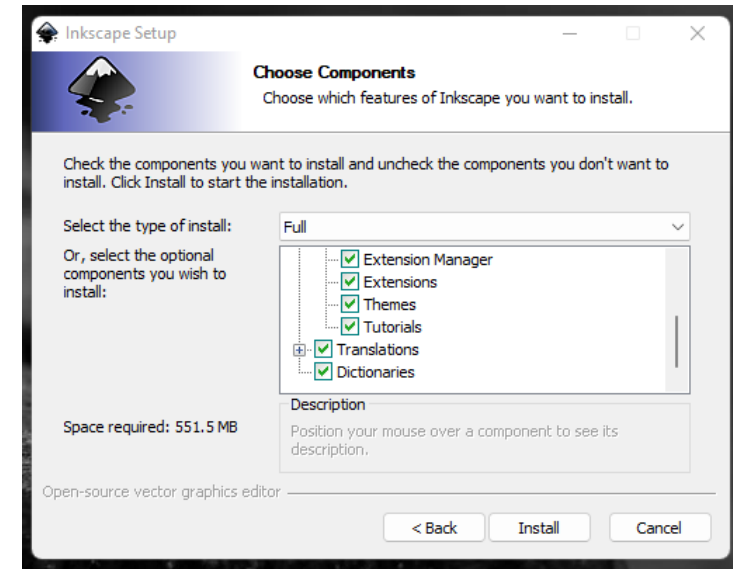 Inkscape Setup
Choose Components
Choose which features of Inkscape you want to install.
Check the components you want to install and uncheck the components you don't want to
install. Click Install to start the installation.
Select the type of install:
Full
Or, select the optional
components you wish to
install:
Extension Manager
Extensions
Themes
Tutorials
Translations
Dictionaries
Space required: 551.5 MB
Description
Position your mouse over a component to see its
description.
Open-source vector graphics editor
< Back
Install
Cancel